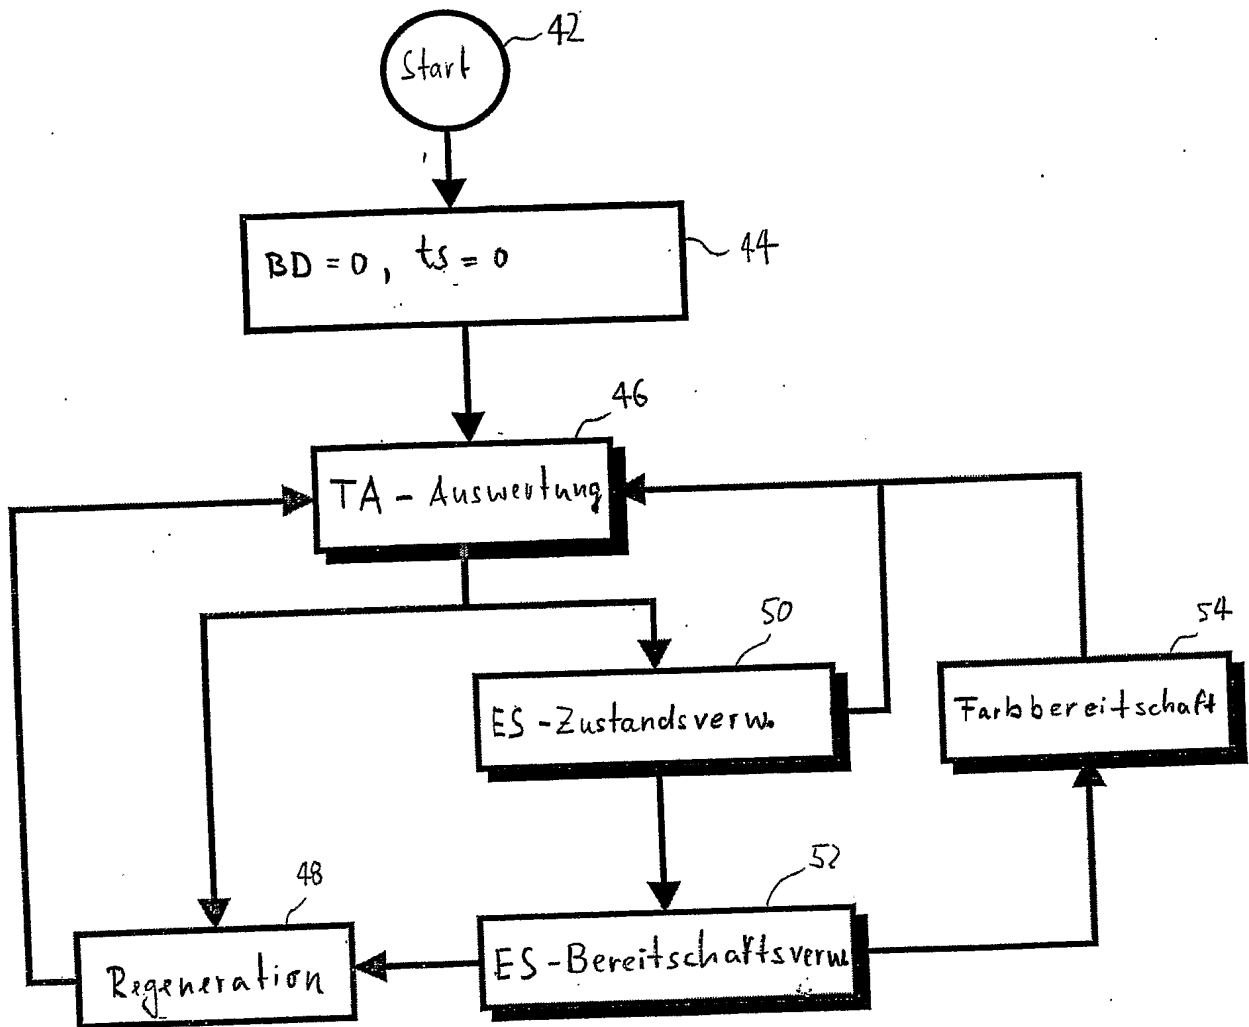 42
Start
44
BD = 0, ts = 0
46
TA - Auswertung
50
54
ES - Zustandsverw.
Farbbereitschaft
52
48
ES - Bereitschaftsverw.
Regeneration